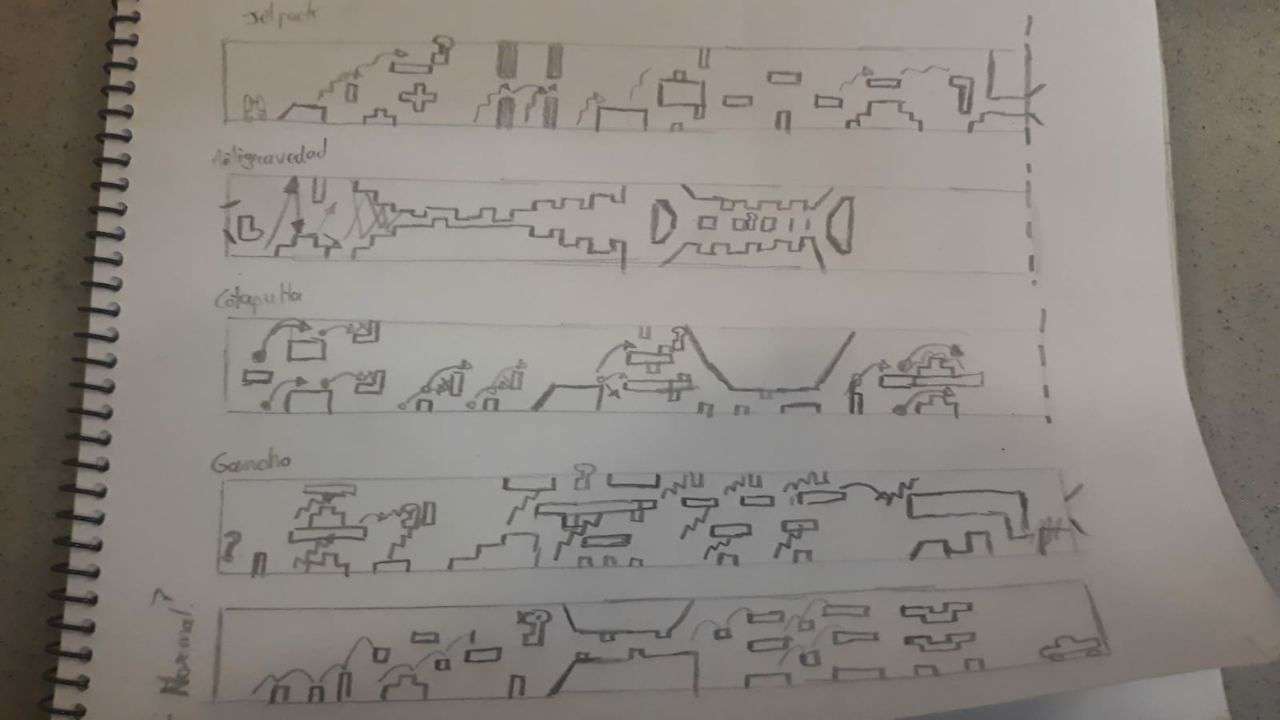 Jetpack
Antigravedad
Catapulta
Gancho
?
Normal?